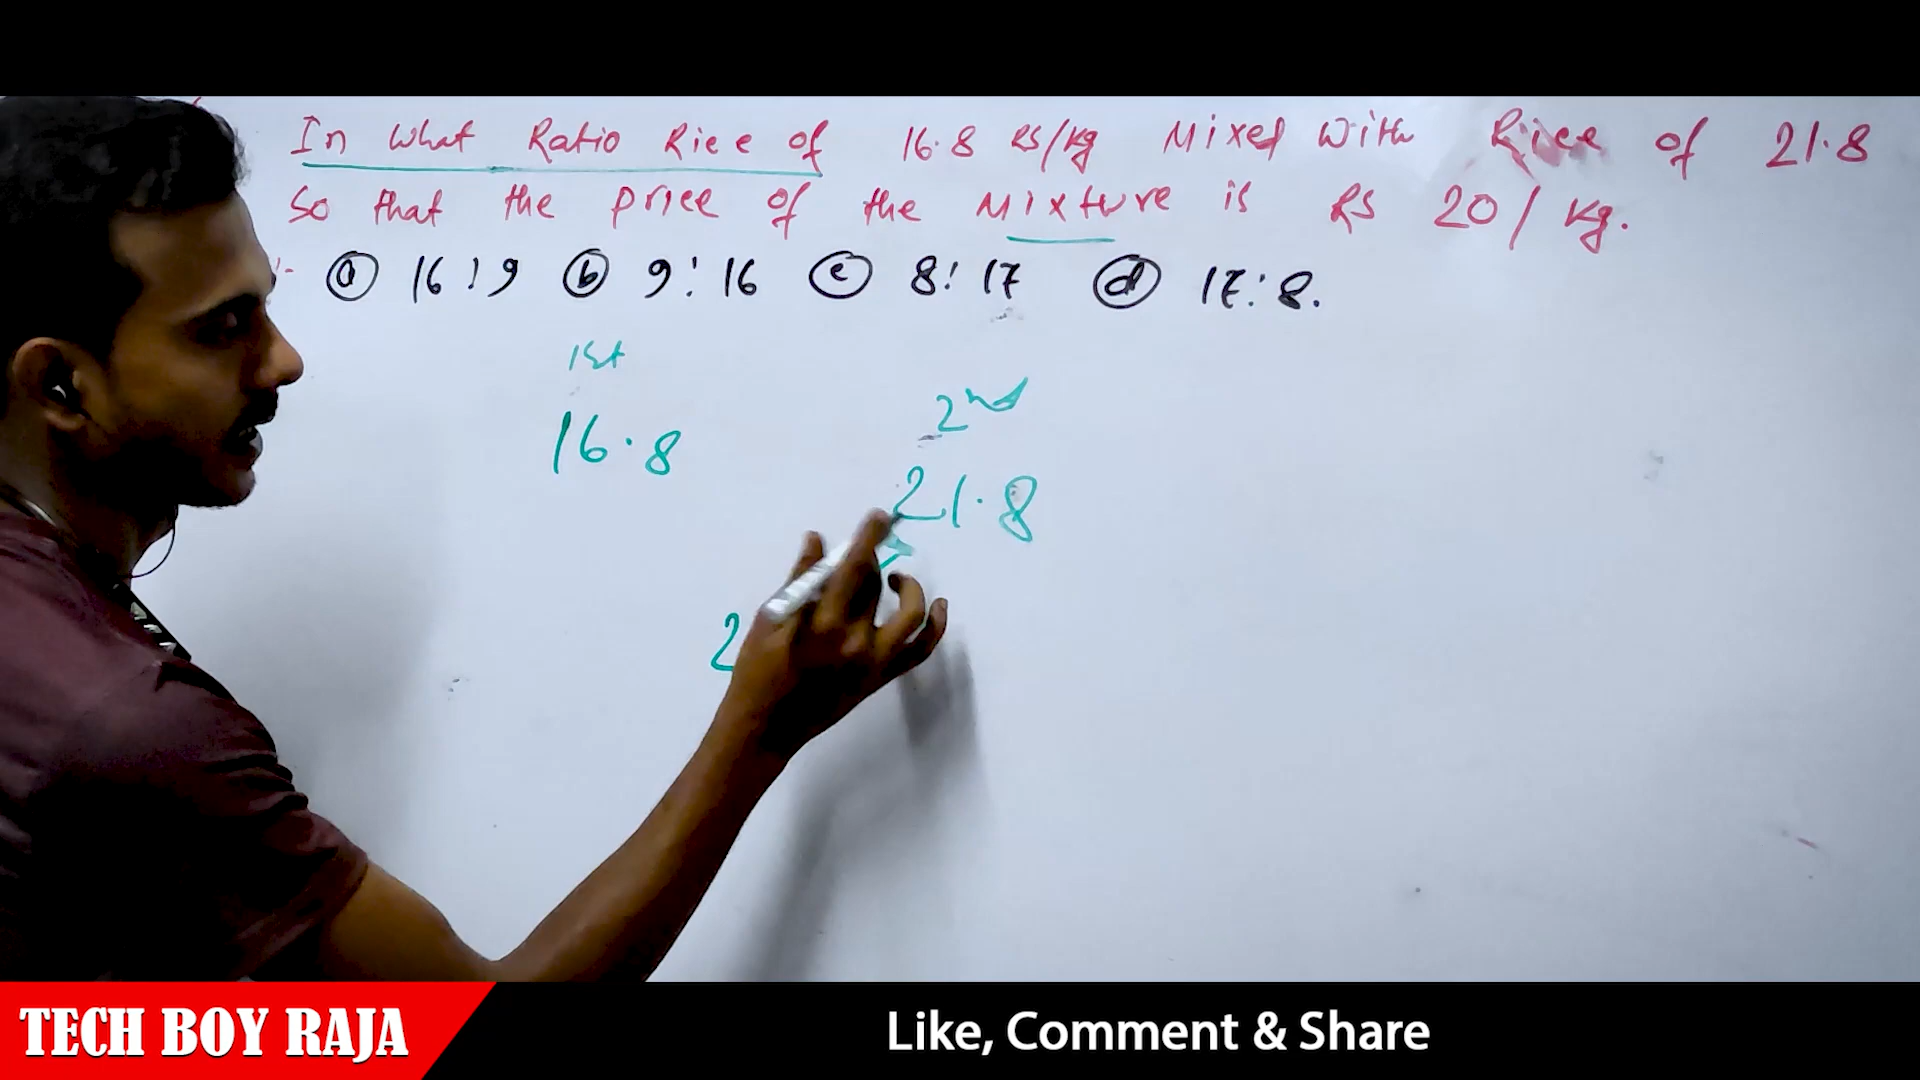 In What Ratio Rice of 16.8 Rs/kg Mixed With Rice of 21.8
So that the price of the Mixture is Rs 20/kg.
(a) 16:9 (b) 9:16 (c) 8:17 (d) 17:8.
1st
2nd
16.8
21.8
2
TECH BOY RAJA
Like, Comment & Share